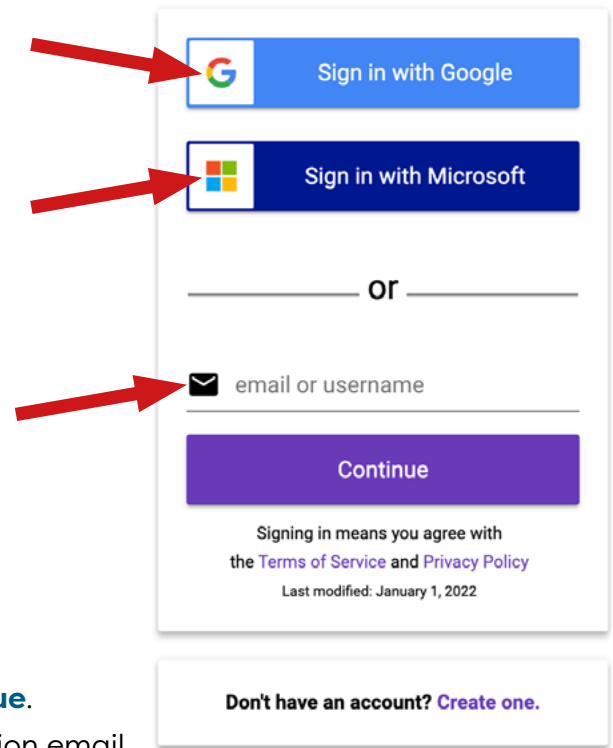 Sign in with Google
Sign in with Microsoft
or
email or username
Continue
Signing in means you agree with
the Terms of Service and Privacy Policy
Last modified: January 1, 2022
ue.
Don't have an account? Create one.
ion email